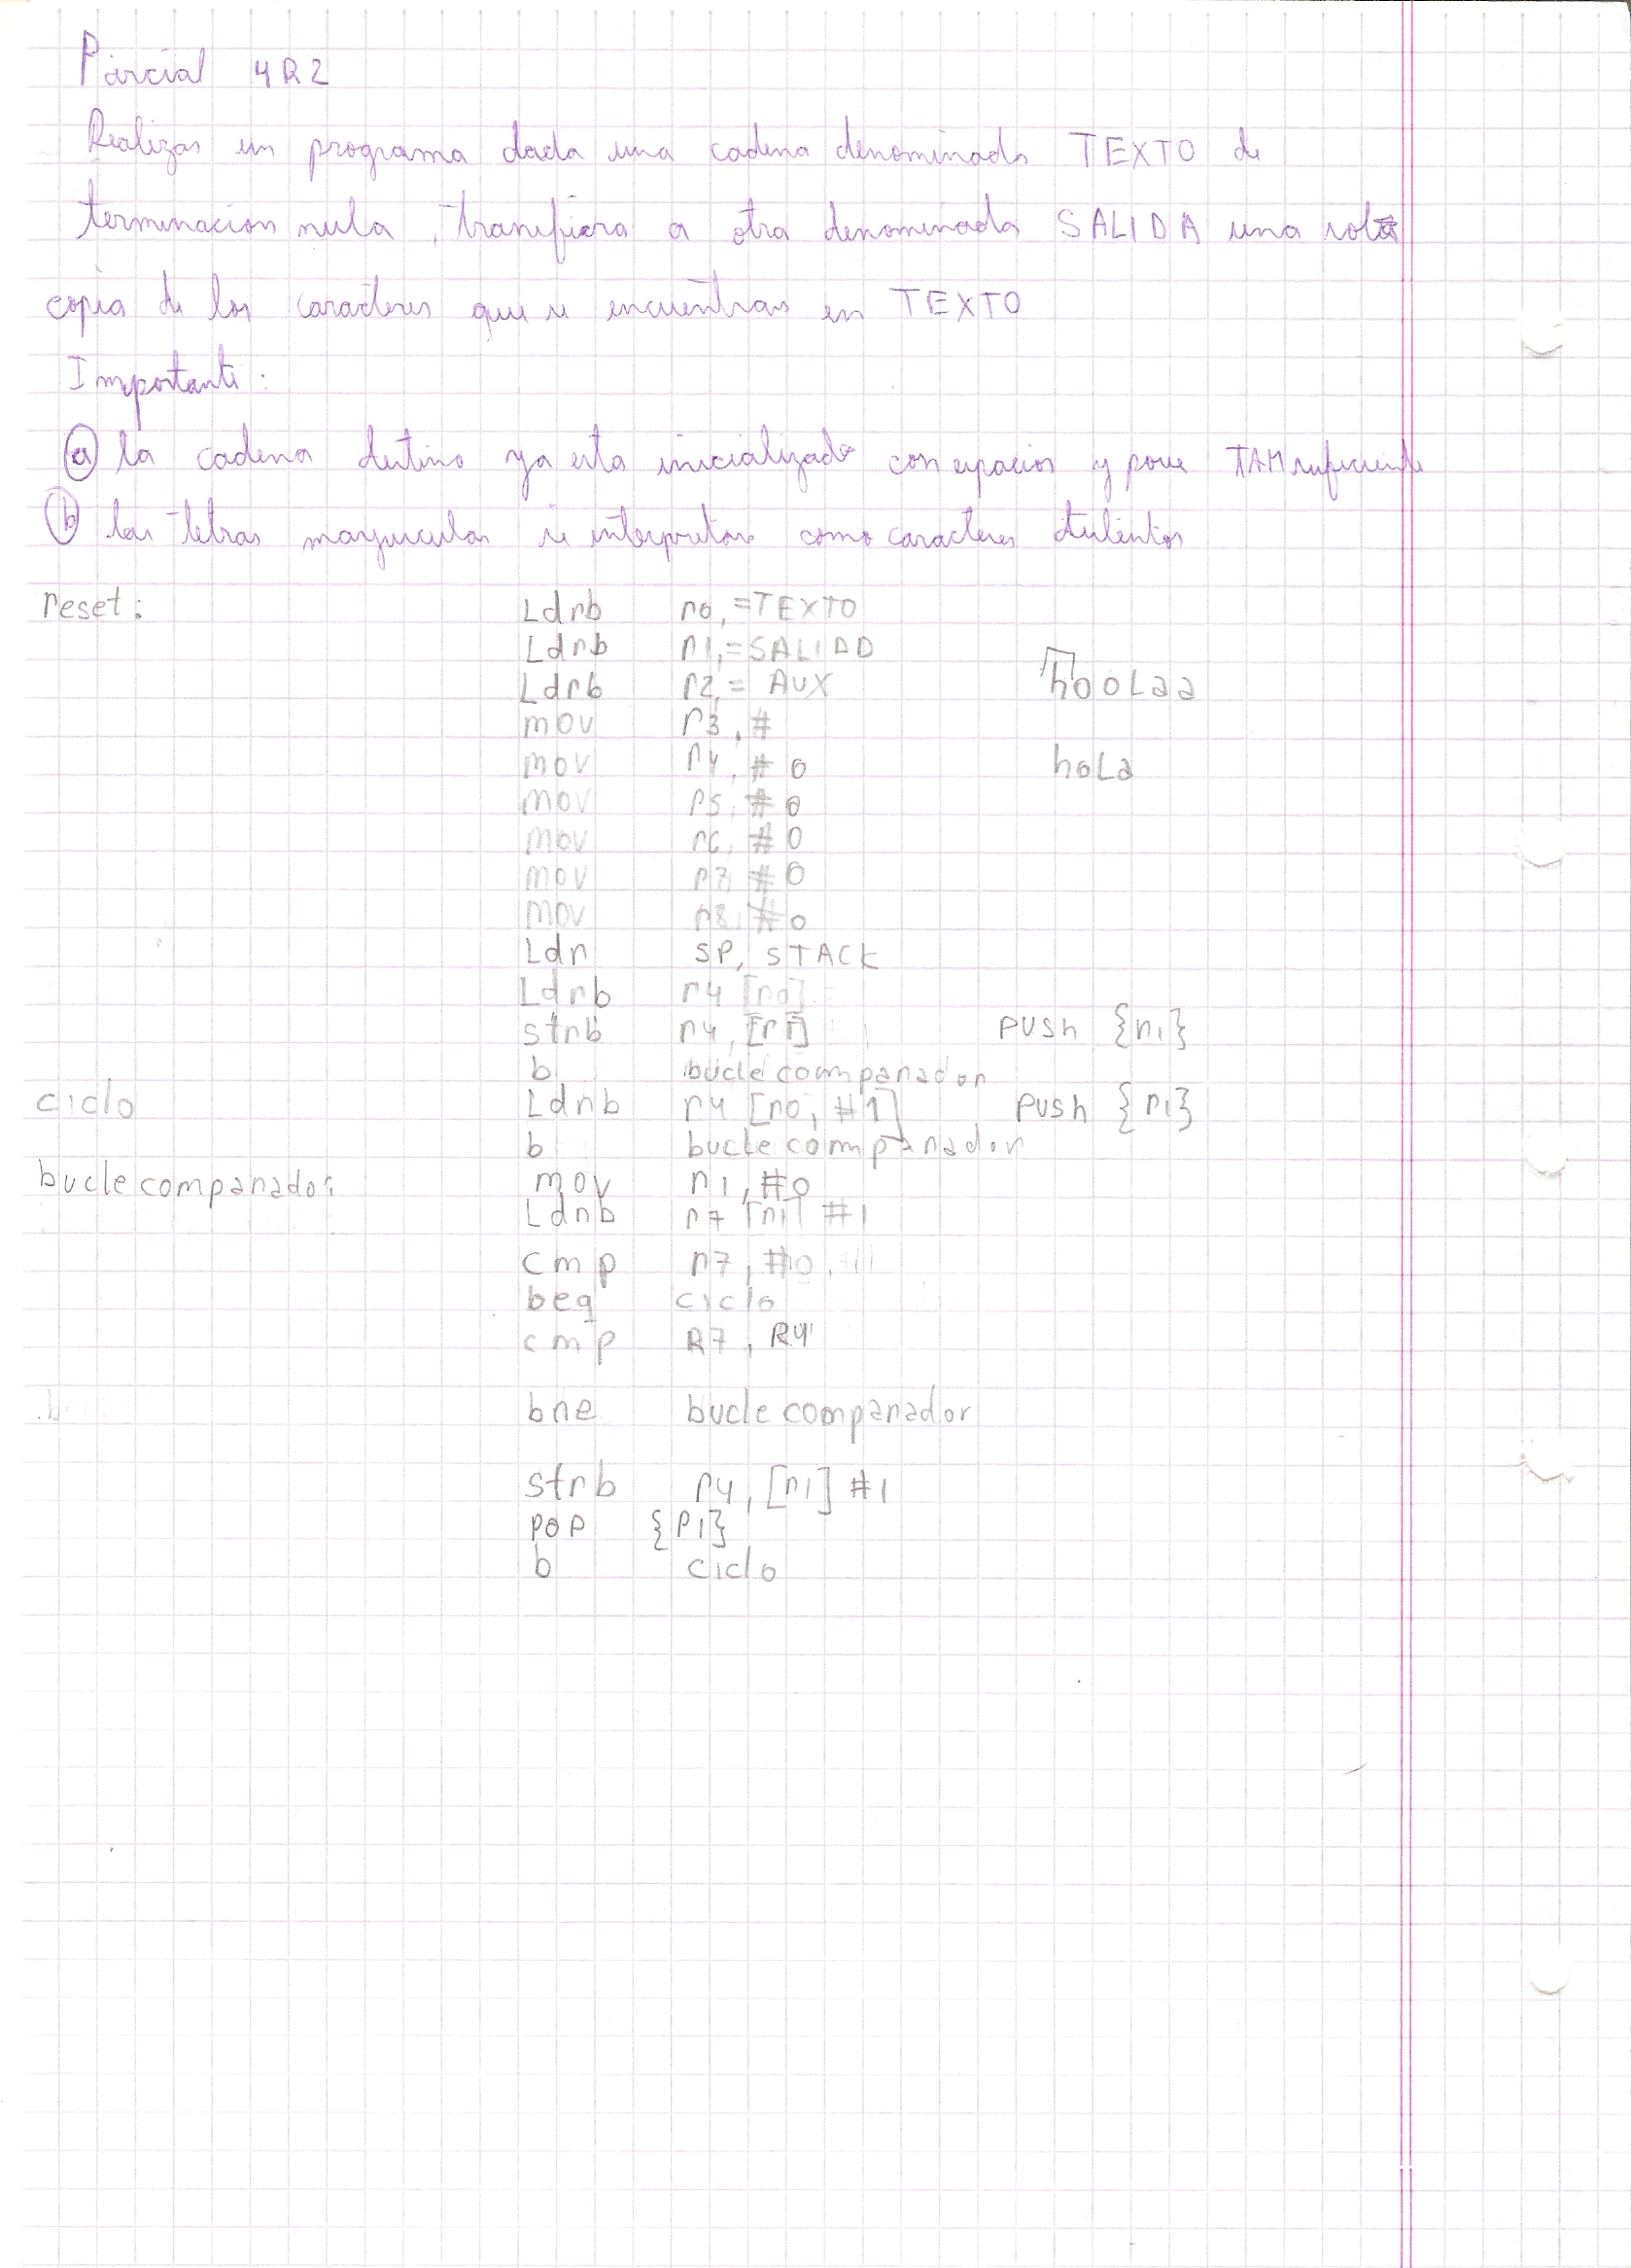 Parcial 4R2
Realizar un programa dada una cadena denominada TEXTO de
terminacion nula, tranfiera a otra denominada SALIDA una sola
copia de los caracteres que se encuentran en TEXTO
Importante:
a la cadena destino ya esta inicializada con espacios y posee TAM suficiente
b las letras mayusculas se interpretan como caracteres distintos
reset: Ldrb r0,=TEXTO
Ldrb r1,=SALIDD
Ldrb r2,= AUX hooLaa
mov r3,#
mov r4,#0 hoLa
mov r5,#0
mov r6,#0
mov r7,#0
mov r8,#0
Ldr SP, STACK
Ldrb r4 [r0]
strb r4,[r1] PUSH {r1}
b bucle comparador
ciclo Ldrb r4 [r0, #1] PUSH {r1}
b bucle comparador
bucle comparador: mov r1,#0
Ldrb r7 [r1] #1
cmp r7,#0,
beq ciclo
cmp R7, R4
bne bucle comparador
strb r4,[r1] #1
POP {r1}
b ciclo